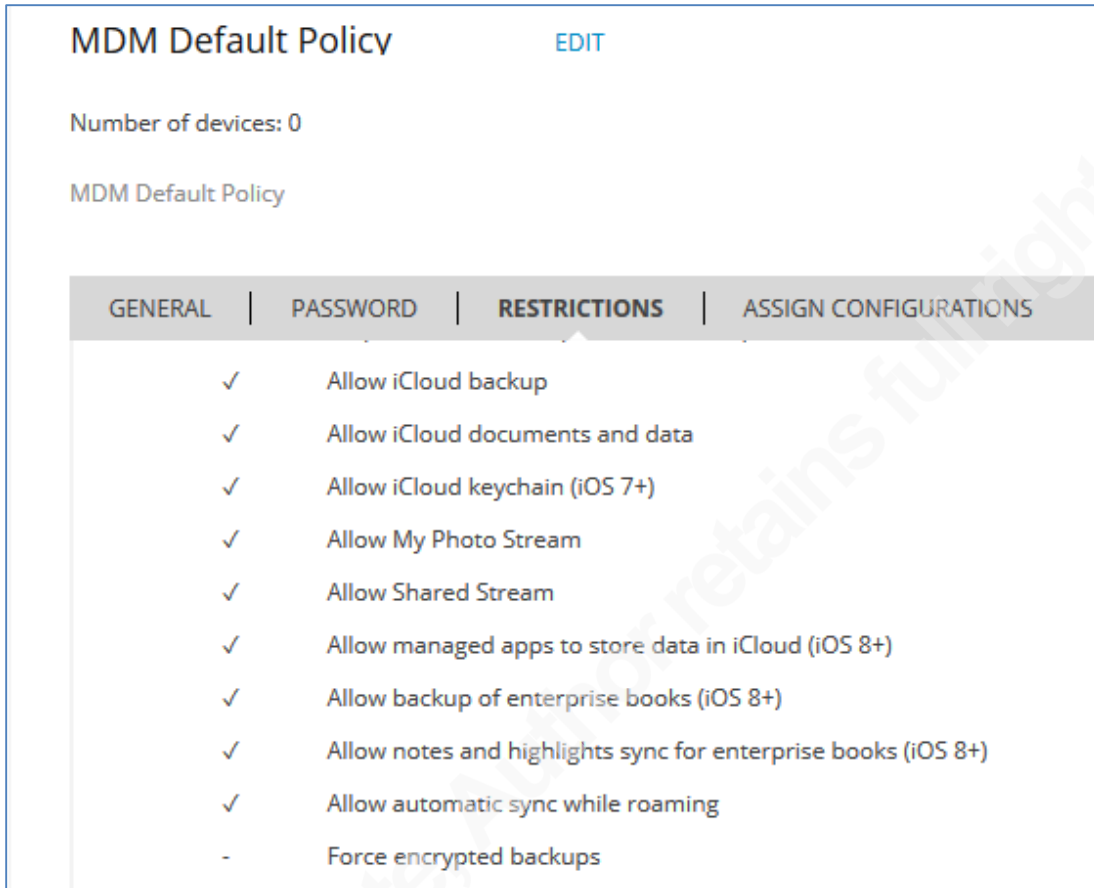 MDM Default Policy EDIT
Number of devices: 0
MDM Default Policy
GENERAL | PASSWORD | RESTRICTIONS | ASSIGN CONFIGURATIONS
✓ Allow iCloud backup
✓ Allow iCloud documents and data
✓ Allow iCloud keychain (iOS 7+)
✓ Allow My Photo Stream
✓ Allow Shared Stream
✓ Allow managed apps to store data in iCloud (iOS 8+)
✓ Allow backup of enterprise books (iOS 8+)
✓ Allow notes and highlights sync for enterprise books (iOS 8+)
✓ Allow automatic sync while roaming
- Force encrypted backups
Author retains full